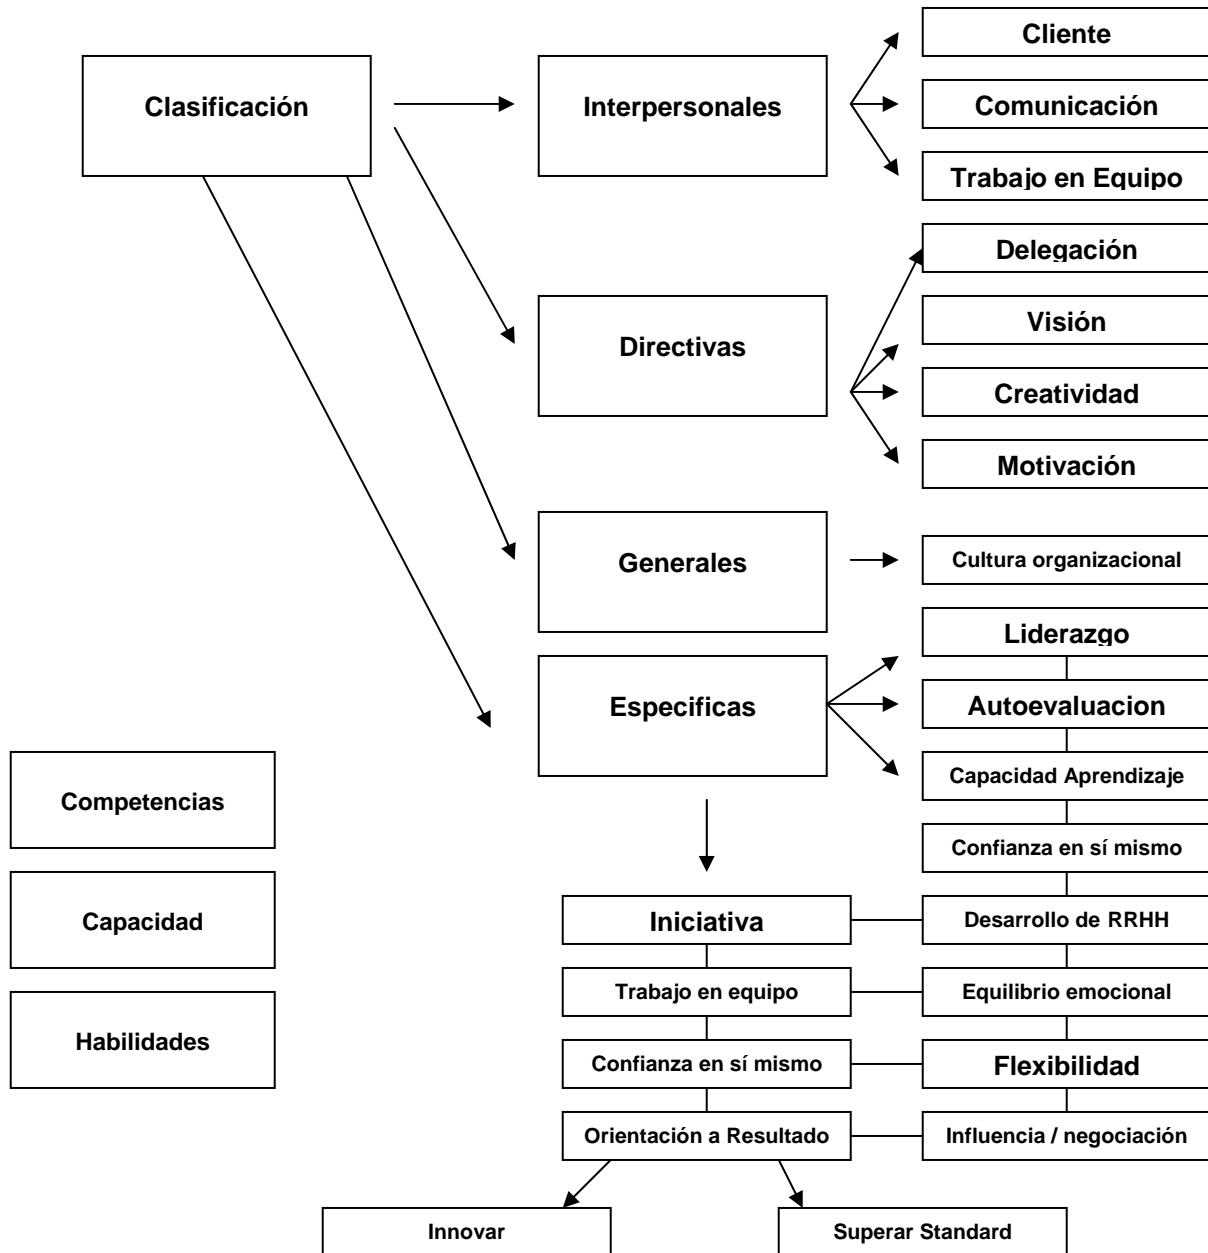 Cliente
Clasificación
Interpersonales
Comunicación
Trabajo en Equipo
Delegación
Directivas
Visión
Creatividad
Motivación
Generales
Cultura organizacional
Liderazgo
Especificas
Autoevaluacion
Capacidad Aprendizaje
Competencias
Confianza en sí mismo
Capacidad
Iniciativa
Desarrollo de RRHH
Trabajo en equipo
Equilibrio emocional
Habilidades
Confianza en sí mismo
Flexibilidad
Orientación a Resultado
Influencia / negociación
Innovar
Superar Standard